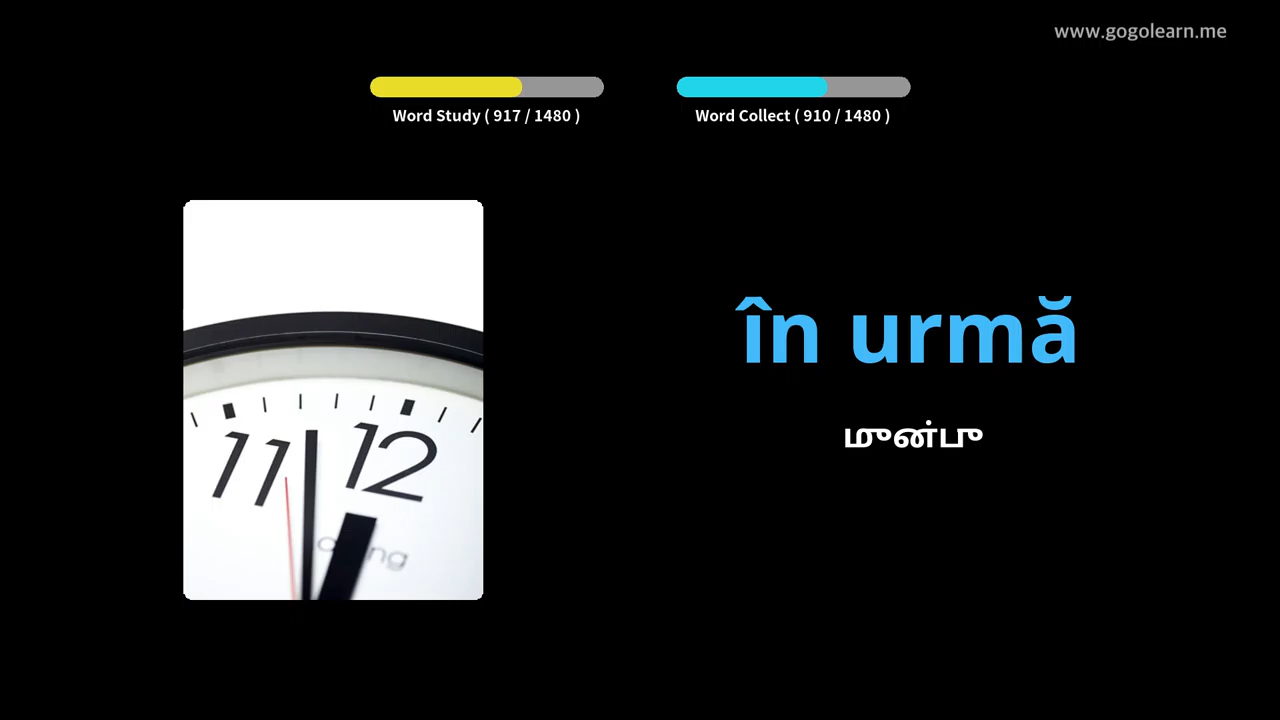 www.gogolearn.me
Word Study ( 917 / 1480 )
Word Collect ( 910 / 1480 )
în urmă
முன்பு
11
12